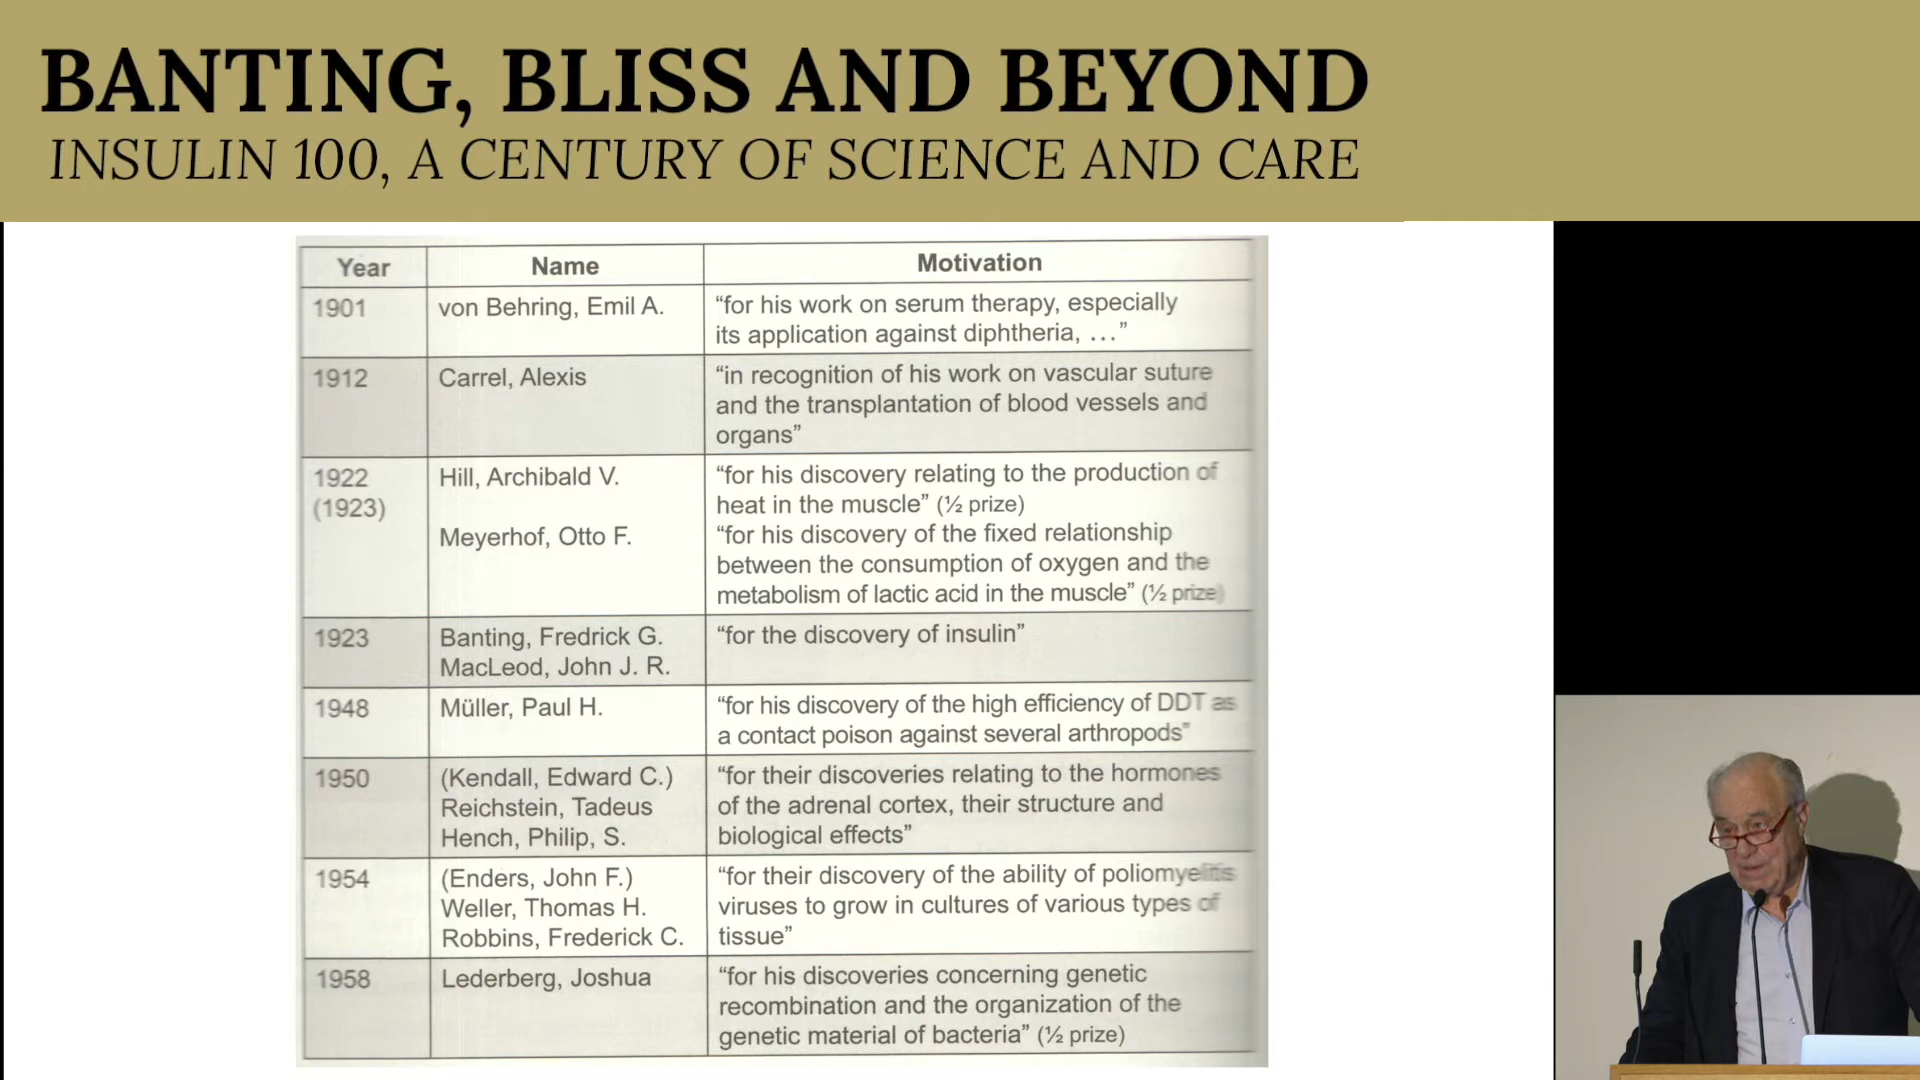 BANTING, BLISS AND BEYOND
INSULIN 100, A CENTURY OF SCIENCE AND CARE
Year Name Motivation
1901 von Behring, Emil A. “for his work on serum therapy, especially
its application against diphtheria, …”
1912 Carrel, Alexis “in recognition of his work on vascular suture
and the transplantation of blood vessels and
organs”
1922 Hill, Archibald V. “for his discovery relating to the production of
(1923) heat in the muscle” (½ prize)
Meyerhof, Otto F. “for his discovery of the fixed relationship
between the consumption of oxygen and the
metabolism of lactic acid in the muscle” (½ prize)
1923 Banting, Fredrick G. “for the discovery of insulin”
MacLeod, John J. R.
1948 Müller, Paul H. “for his discovery of the high efficiency of DDT as
a contact poison against several arthropods”
1950 (Kendall, Edward C.) “for their discoveries relating to the hormones
Reichstein, Tadeus of the adrenal cortex, their structure and
Hench, Philip, S. biological effects”
1954 (Enders, John F.) “for their discovery of the ability of poliomyelitis
Weller, Thomas H. viruses to grow in cultures of various types of
Robbins, Frederick C. tissue”
1958 Lederberg, Joshua “for his discoveries concerning genetic
recombination and the organization of the
genetic material of bacteria” (½ prize)